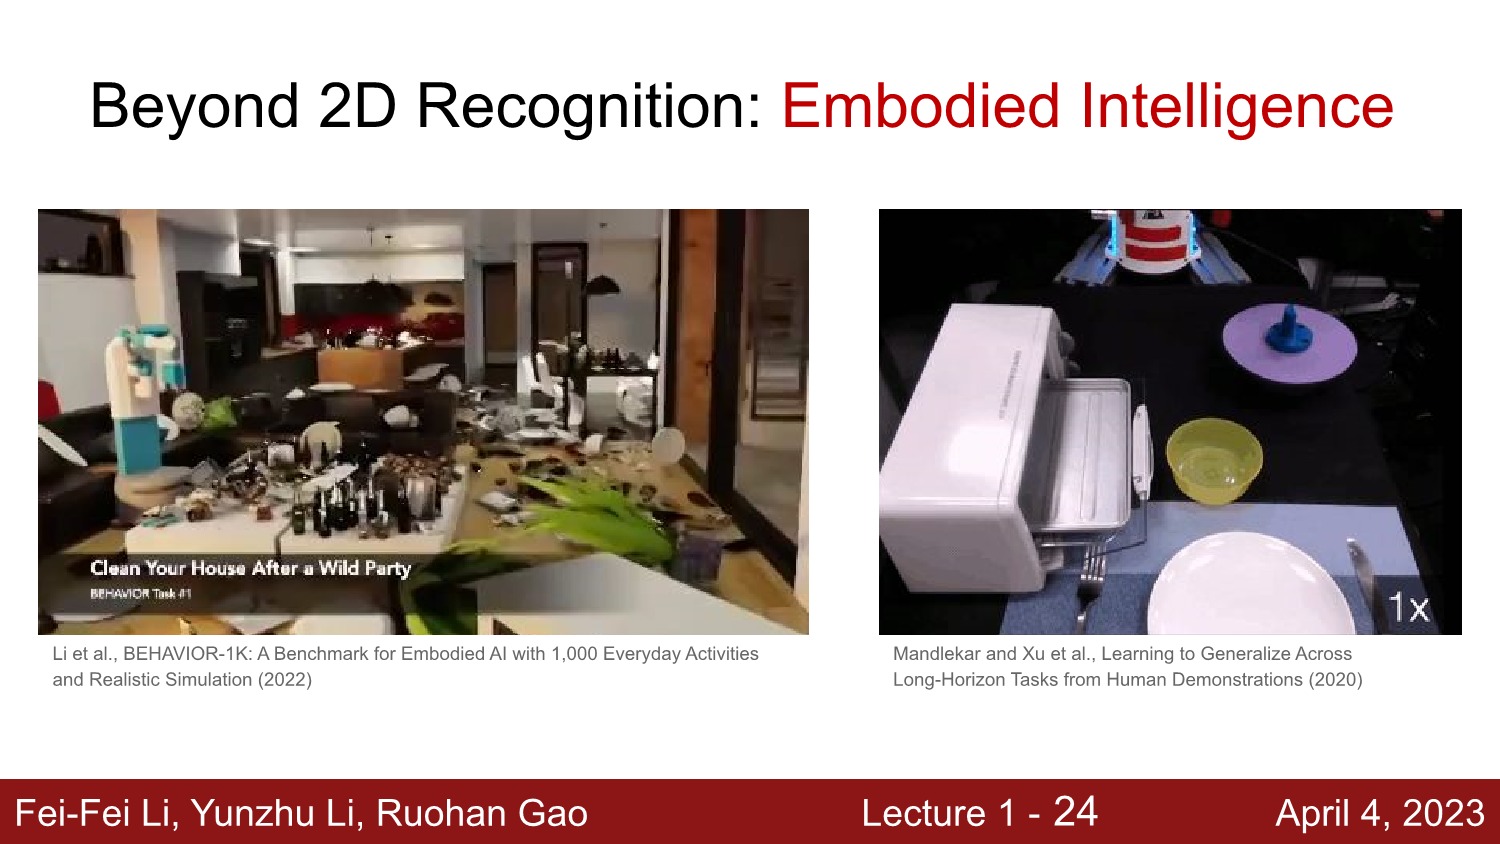 Beyond 2D Recognition: Embodied Intelligence
Clean Your House After a Wild Party
BEHAVIOR Task #1
1x
Li et al., BEHAVIOR-1K: A Benchmark for Embodied AI with 1,000 Everyday Activities
and Realistic Simulation (2022)
Mandlekar and Xu et al., Learning to Generalize Across
Long-Horizon Tasks from Human Demonstrations (2020)
Fei-Fei Li, Yunzhu Li, Ruohan Gao
Lecture 1 - 24
April 4, 2023